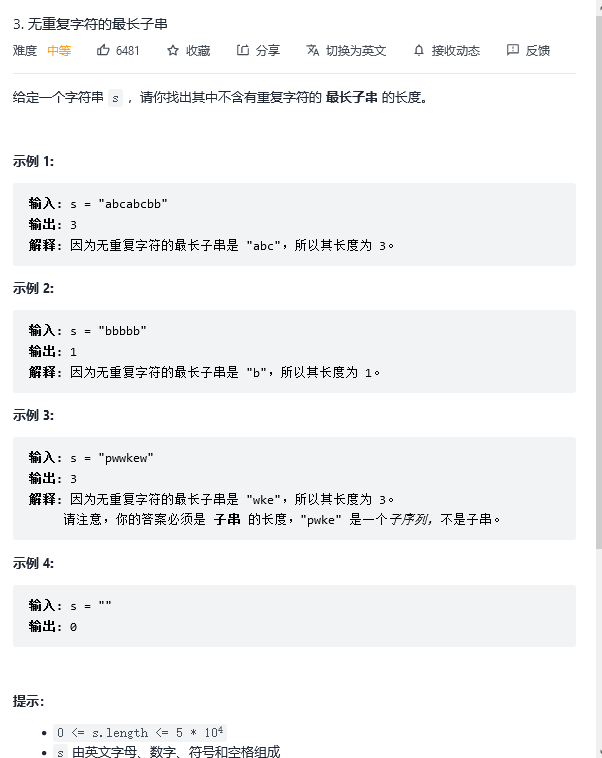 3. 无重复字符的最长子串
难度 中等 6481 收藏 分享 切换为英文 接收动态 反馈
给定一个字符串 s ，请你找出其中不含有重复字符的 最长子串 的长度。
示例 1:
输入: s = "abcabcbb"
输出: 3
解释: 因为无重复字符的最长子串是 "abc"，所以其长度为 3。
示例 2:
输入: s = "bbbbb"
输出: 1
解释: 因为无重复字符的最长子串是 "b"，所以其长度为 1。
示例 3:
输入: s = "pwwkew"
输出: 3
解释: 因为无重复字符的最长子串是 "wke"，所以其长度为 3。
请注意，你的答案必须是 子串 的长度，"pwke" 是一个子序列，不是子串。
示例 4:
输入: s = ""
输出: 0
提示：
0 <= s.length <= 5 * 10⁴
s 由英文字母、数字、符号和空格组成